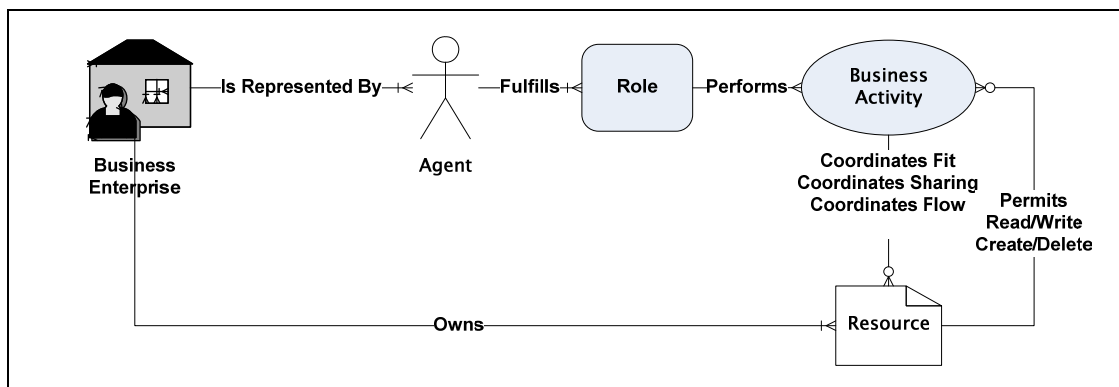 Business
Enterprise
Is Represented By
Agent
Fulfills
Role
Performs
Business
Activity
Coordinates Fit
Coordinates Sharing
Coordinates Flow
Permits
Read/Write
Create/Delete
Owns
Resource